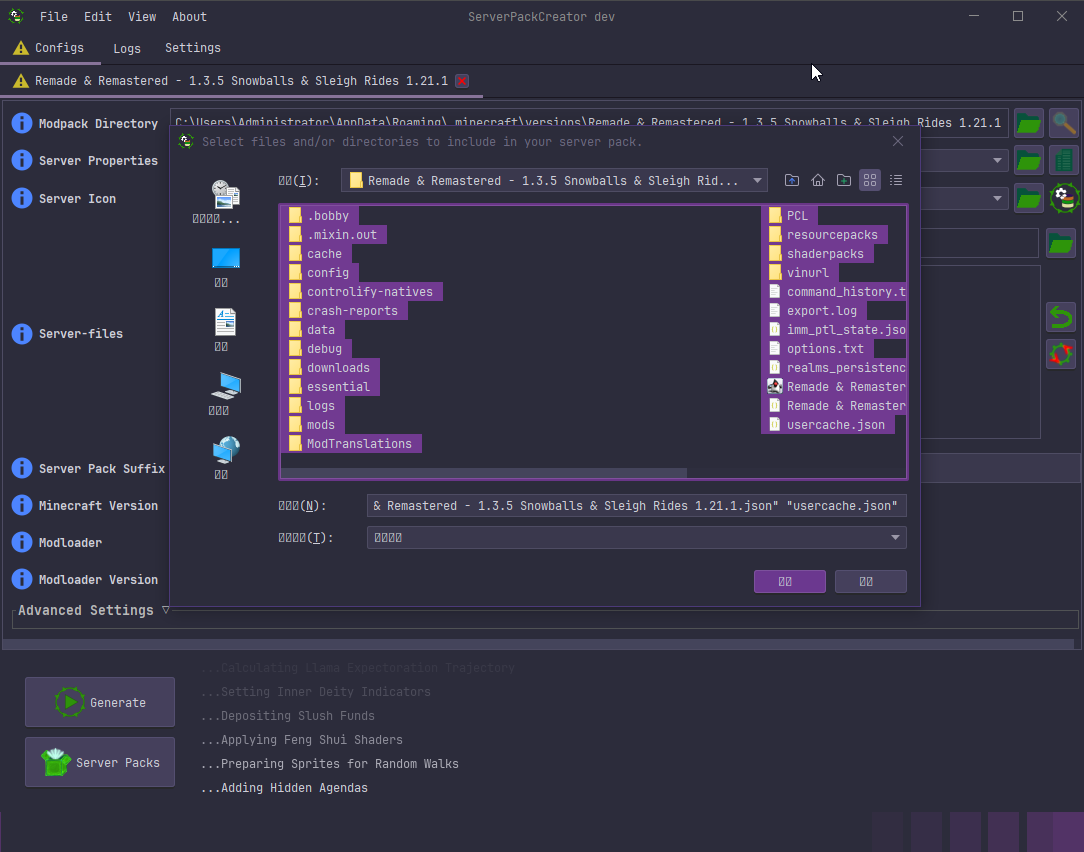 File Edit View About
ServerPackCreator dev
Configs Logs Settings
Remade & Remastered - 1.3.5 Snowballs & Sleigh Rides 1.21.1
Modpack Directory
C:\Users\Administrator\AppData\Roaming\.minecraft\versions\Remade & Remastered - 1.3.5 Snowballs & Sleigh Rides 1.21.1
Select files and/or directories to include in your server pack.
Server Properties
(I):
Remade & Remastered - 1.3.5 Snowballs & Sleigh Rid...
Server Icon
...
.bobby
.mixin.out
cache
config
controlify-natives
crash-reports
data
debug
downloads
essential
logs
mods
ModTranslations
PCL
resourcepacks
shaderpacks
vinurl
command_history.t
export.log
imm_ptl_state.jso
options.txt
realms_persistenc
Remade & Remaster
Remade & Remaster
usercache.json
Server-files
Server Pack Suffix
Minecraft Version
Modloader
Modloader Version
(N):
& Remastered - 1.3.5 Snowballs & Sleigh Rides 1.21.1.json" "usercache.json"
(T):
Advanced Settings
Generate
Server Packs
...Calculating Llama Expectoration Trajectory
...Setting Inner Deity Indicators
...Depositing Slush Funds
...Applying Feng Shui Shaders
...Preparing Sprites for Random Walks
...Adding Hidden Agendas